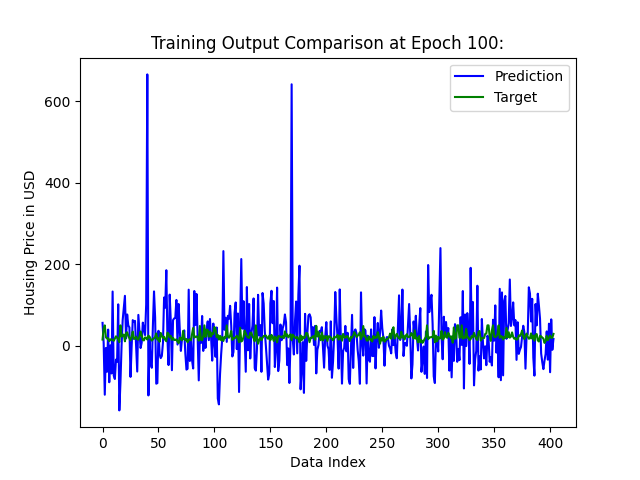 Training Output Comparison at Epoch 100:
Prediction
Target
600
400
200
0
Housing Price in USD
0 50 100 150 200 250 300 350 400
Data Index